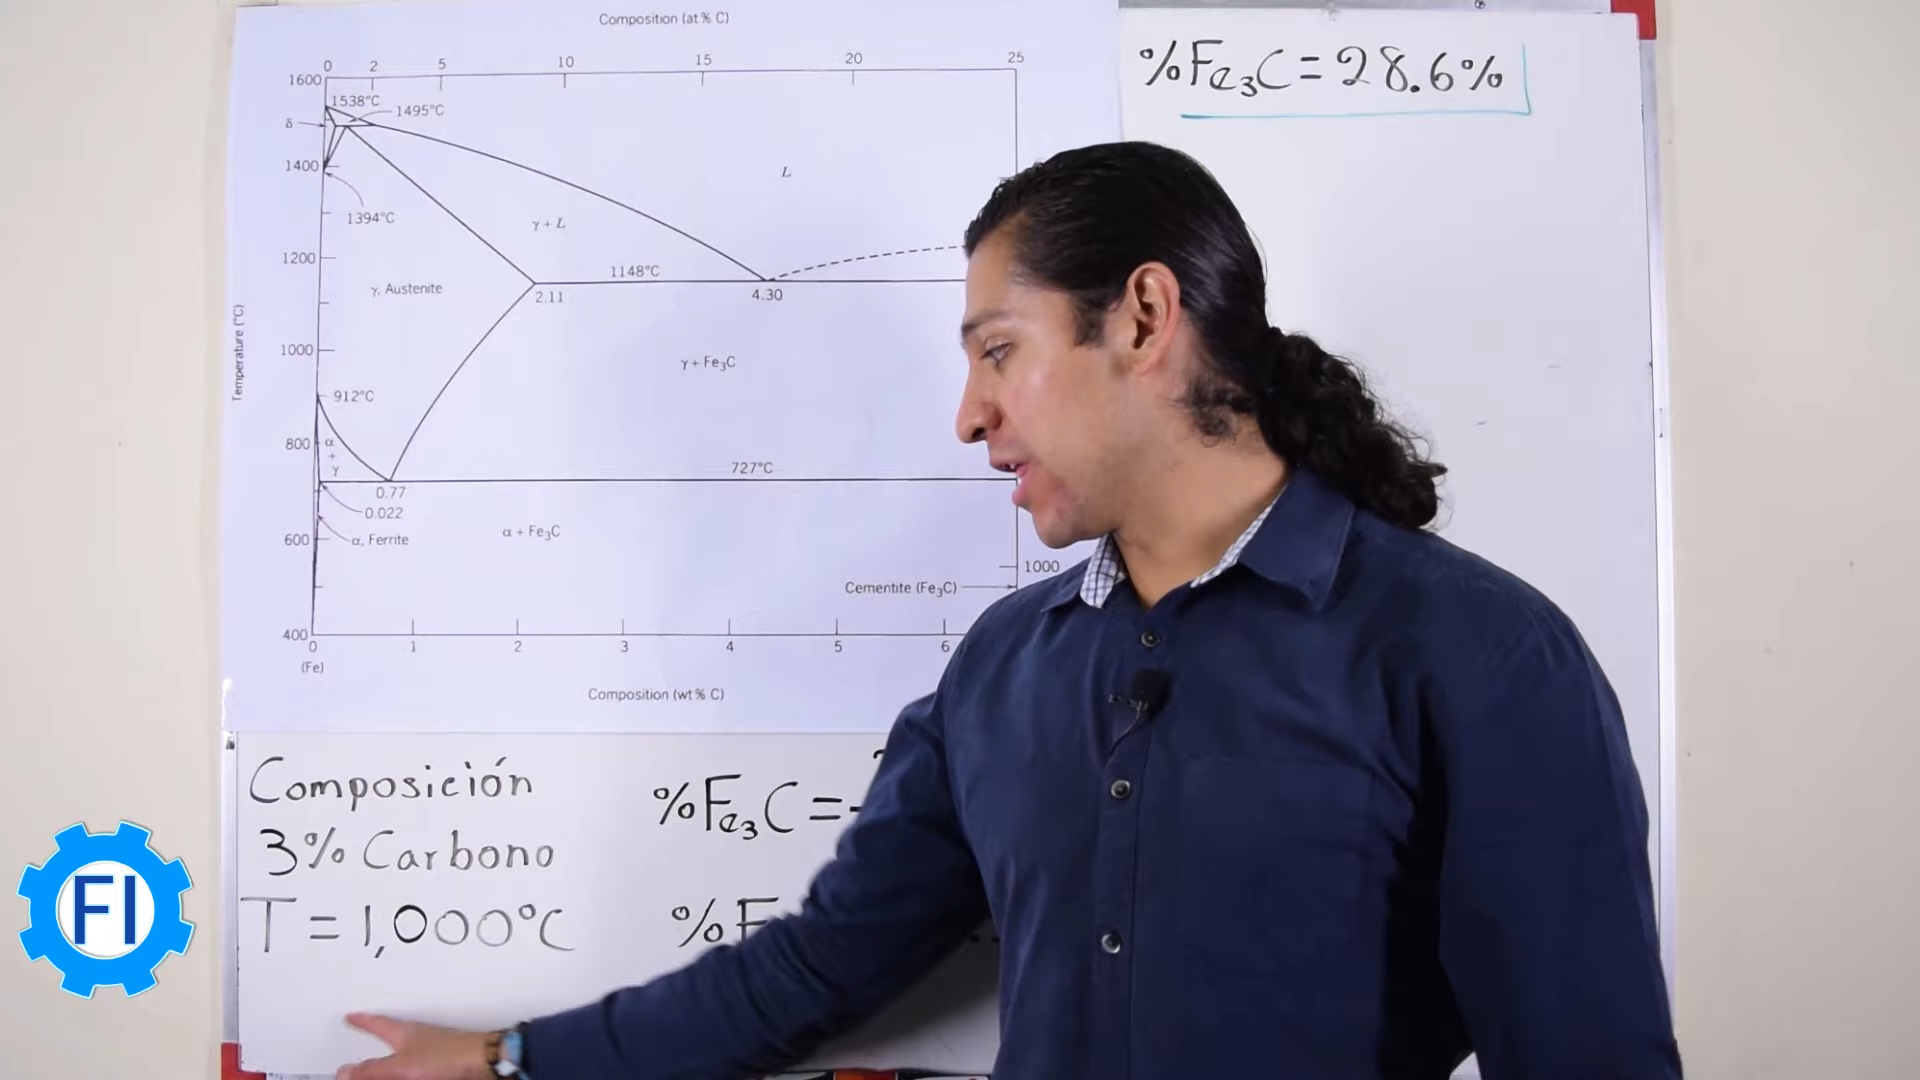 Composition (at % C)
0 2 5 10 15 20 25
1600
1538°C
1495°C
δ
1400
L
1394°C
γ + L
1200
1148°C
γ, Austenite
2.11
4.30
Temperature (°C)
1000
γ + Fe₃C
912°C
800
α
+
γ
727°C
0.77
0.022
α + Fe₃C
600
α, Ferrite
1000
Cementite (Fe₃C)
400
0 1 2 3 4 5 6
(Fe)
Composition (wt % C)
%Fe₃C = 28.6%
Composición
3% Carbono
T = 1,000°C
%Fe₃C =
%F
FI